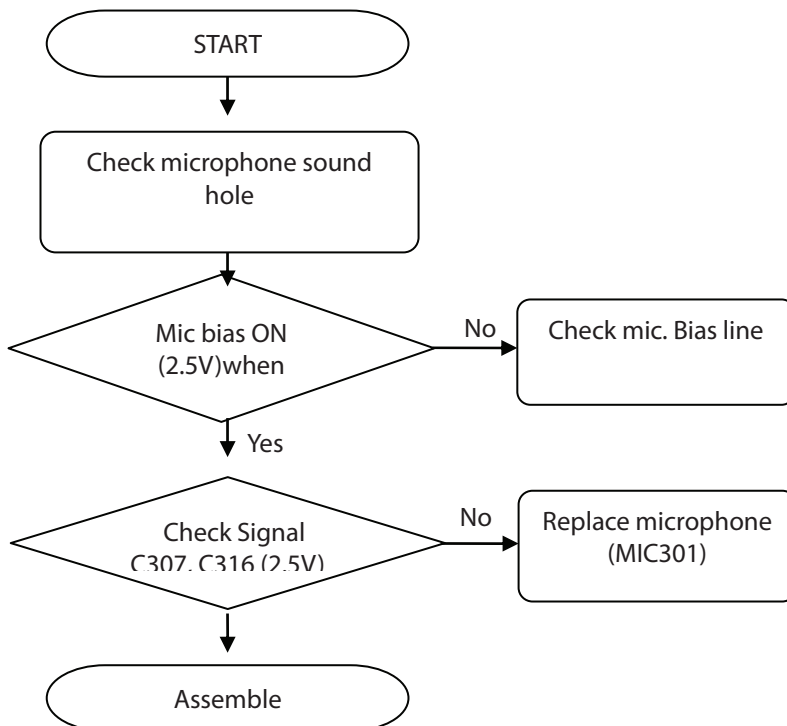 START
Check microphone sound
hole
Mic bias ON
(2.5V)when
No
Check mic. Bias line
Yes
Check Signal
C307, C316 (2.5V)
No
Replace microphone
(MIC301)
Assemble